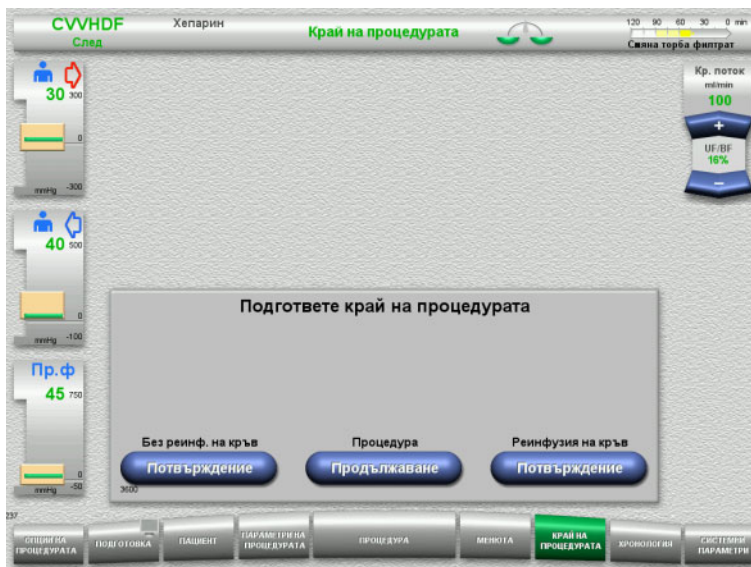 CVVHDF
След
Хепарин
Край на процедурата
120 90 60 30 0 min
Смяна торба филтрат
30 300
0
mmHg -300
40 500
0
mmHg -100
Пр.ф
45 750
0
mmHg -50
Кр. поток
ml/min
100
+
UF/BF
16%
−
Подгответе край на процедурата
Без реинф. на кръв
Потвърждение
Процедура
Продължаване
Реинфузия на кръв
Потвърждение
3600
237
ОПЦИИ НА
ПРОЦЕДУРАТА
ПОДГОТОВКА
ПАЦИЕНТ
ПАРАМЕТРИ НА
ПРОЦЕДУРАТА
ПРОЦЕДУРА
МЕНЮТА
КРАЙ НА
ПРОЦЕДУРАТА
ХРОНОЛОГИЯ
СИСТЕМНИ
ПАРАМЕТРИ